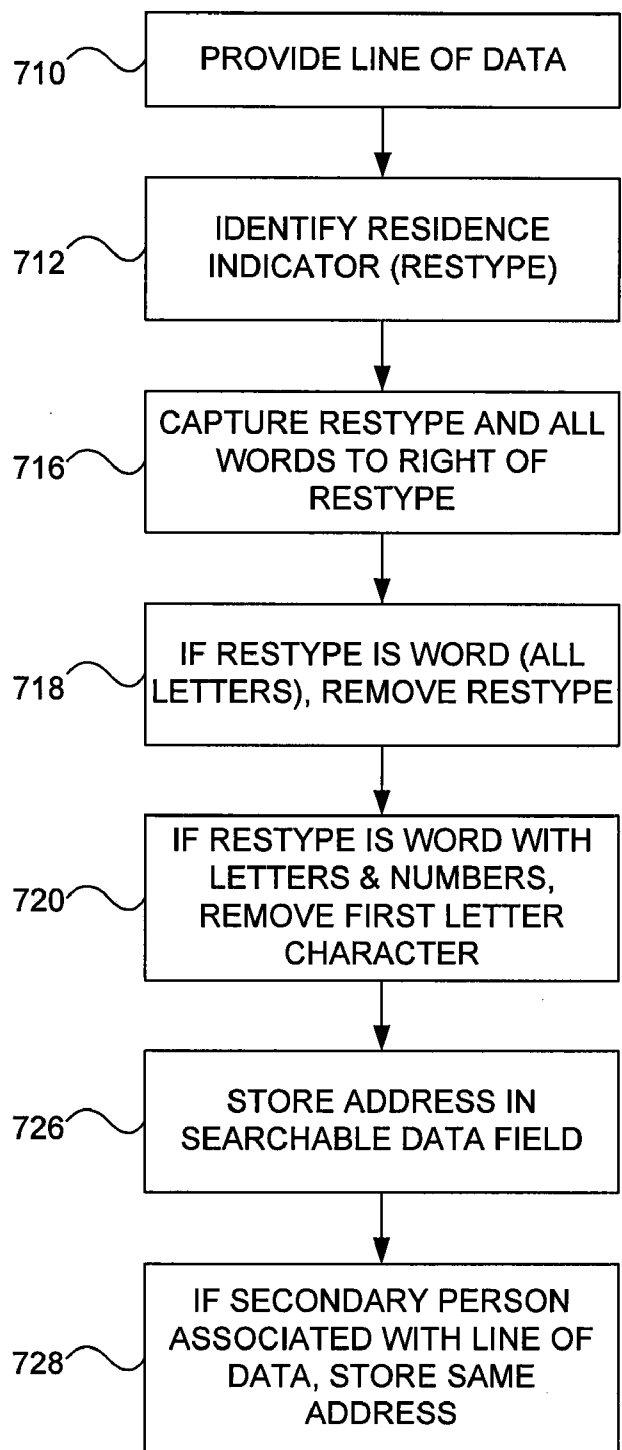 710
PROVIDE LINE OF DATA
712
IDENTIFY RESIDENCE
INDICATOR (RESTYPE)
716
CAPTURE RESTYPE AND ALL
WORDS TO RIGHT OF
RESTYPE
718
IF RESTYPE IS WORD (ALL
LETTERS), REMOVE RESTYPE
720
IF RESTYPE IS WORD WITH
LETTERS & NUMBERS,
REMOVE FIRST LETTER
CHARACTER
726
STORE ADDRESS IN
SEARCHABLE DATA FIELD
728
IF SECONDARY PERSON
ASSOCIATED WITH LINE OF
DATA, STORE SAME
ADDRESS